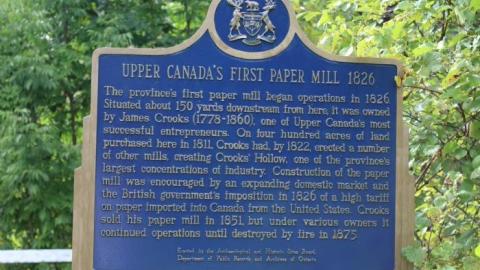 UPPER CANADA'S FIRST PAPER MILL 1826
The province's first paper mill began operations in 1826.
Situated about 150 yards downstream from here, it was owned
by James Crooks (1778-1860), one of Upper Canada's most
successful entrepreneurs. On four hundred acres of land
purchased here in 1811, Crooks had, by 1822, erected a number
of other mills, creating Crooks' Hollow, one of the province's
largest concentrations of industry. Construction of the paper
mill was encouraged by an expanding domestic market and
the British government's imposition in 1826 of a high tariff
on paper imported into Canada from the United States. Crooks
sold his paper mill in 1851, but under various owners it
continued operations until destroyed by fire in 1875.
Erected by the Archaeological and Historic Sites Board,
Department of Public Records and Archives of Ontario